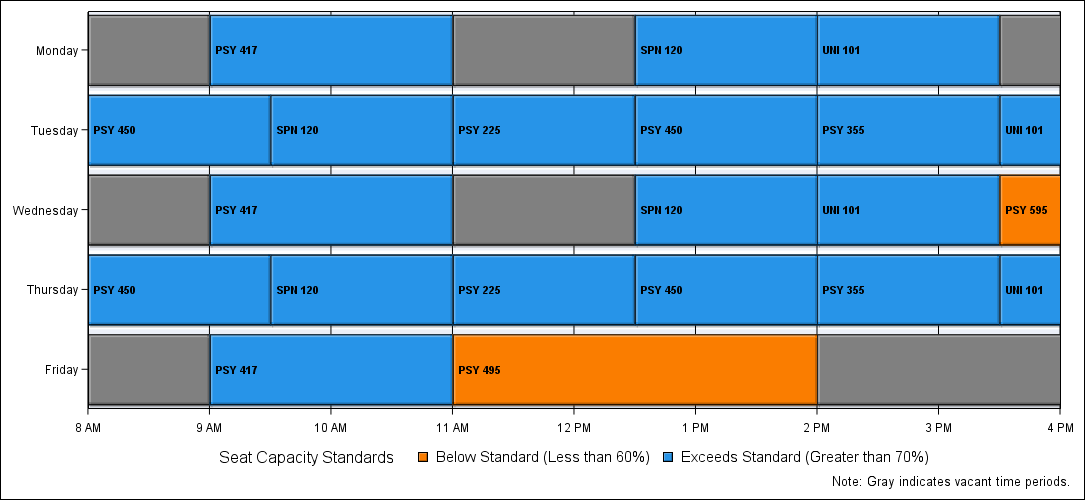 Monday PSY 417 SPN 120 UNI 101
Tuesday PSY 450 SPN 120 PSY 225 PSY 450 PSY 355 UNI 101
Wednesday PSY 417 SPN 120 UNI 101 PSY 595
Thursday PSY 450 SPN 120 PSY 225 PSY 450 PSY 355 UNI 101
Friday PSY 417 PSY 495
8 AM 9 AM 10 AM 11 AM 12 PM 1 PM 2 PM 3 PM 4 PM
Seat Capacity Standards Below Standard (Less than 60%) Exceeds Standard (Greater than 70%)
Note: Gray indicates vacant time periods.